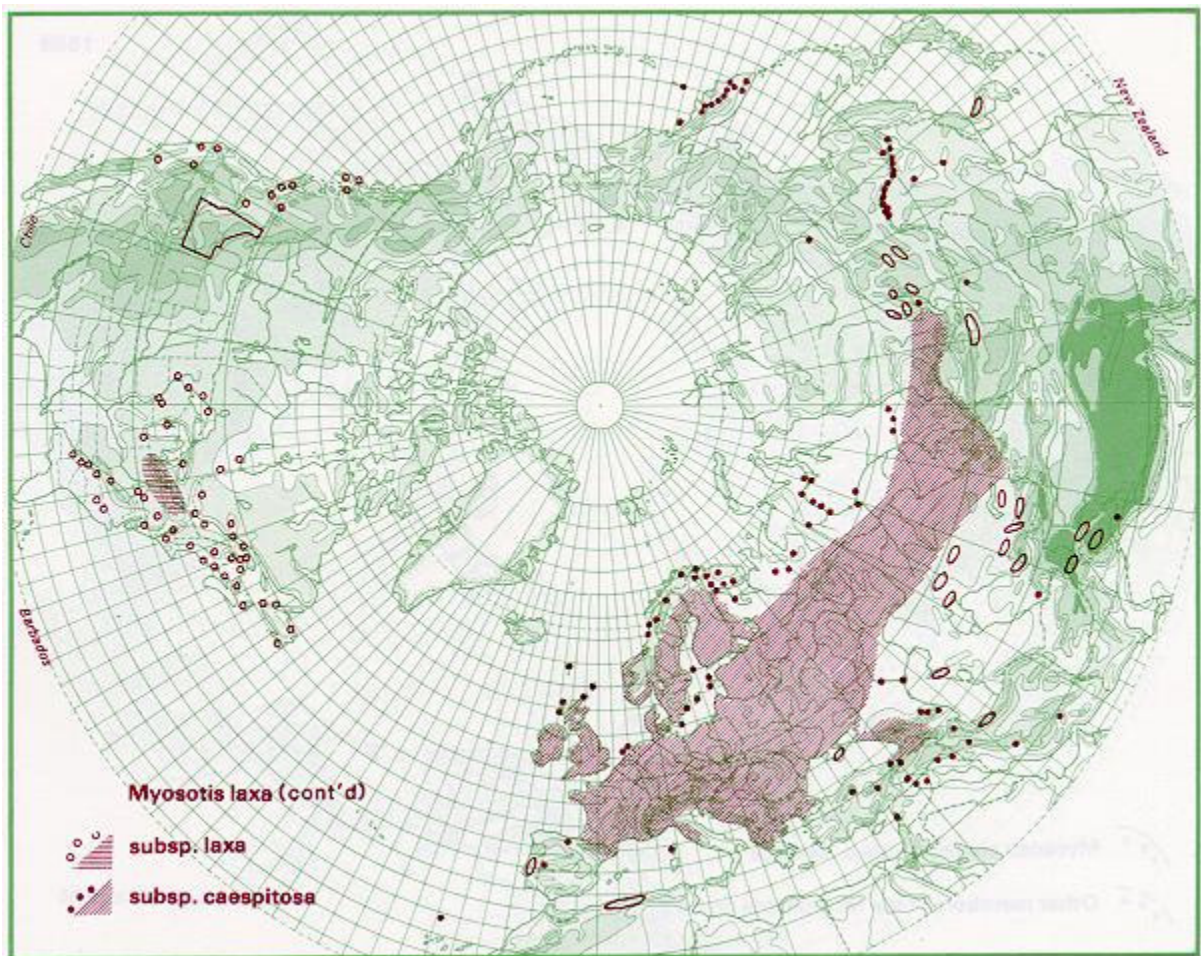 New Zealand
Chile
Barbados
Myosotis laxa (cont'd)
subsp. laxa
subsp. caespitosa